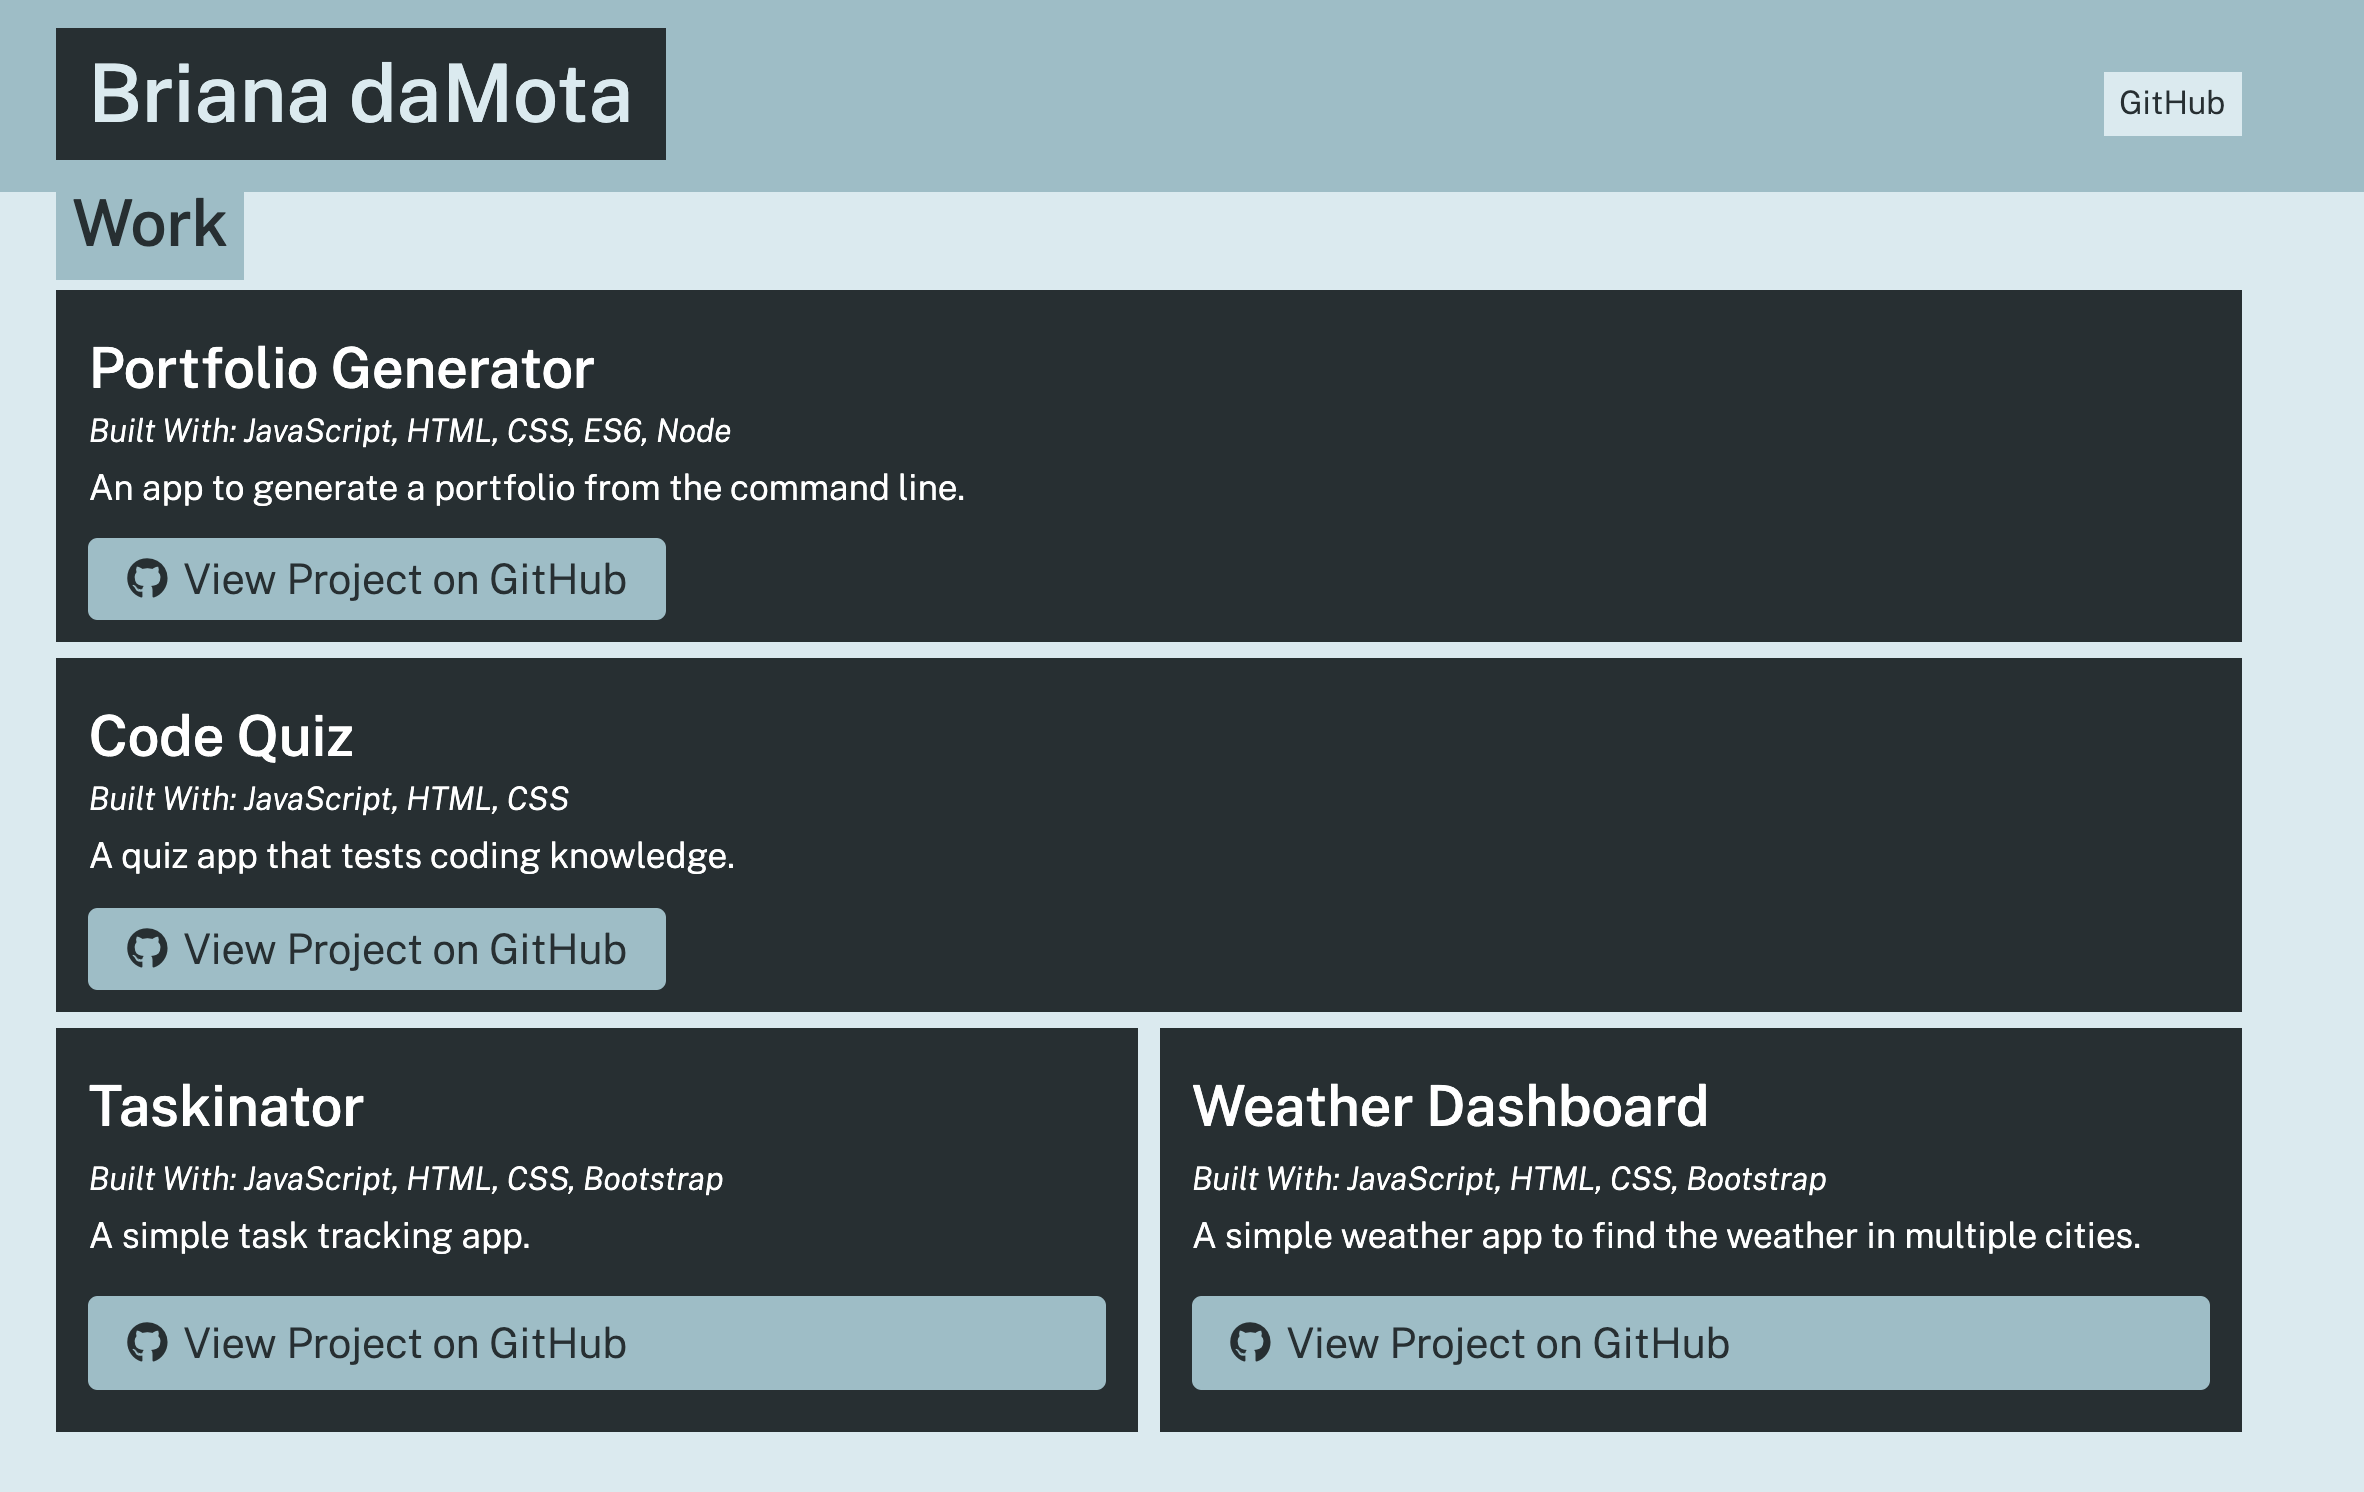 Briana daMota
GitHub
Work
Portfolio Generator
Built With: JavaScript, HTML, CSS, ES6, Node
An app to generate a portfolio from the command line.
View Project on GitHub
Code Quiz
Built With: JavaScript, HTML, CSS
A quiz app that tests coding knowledge.
View Project on GitHub
Taskinator
Built With: JavaScript, HTML, CSS, Bootstrap
A simple task tracking app.
View Project on GitHub
Weather Dashboard
Built With: JavaScript, HTML, CSS, Bootstrap
A simple weather app to find the weather in multiple cities.
View Project on GitHub